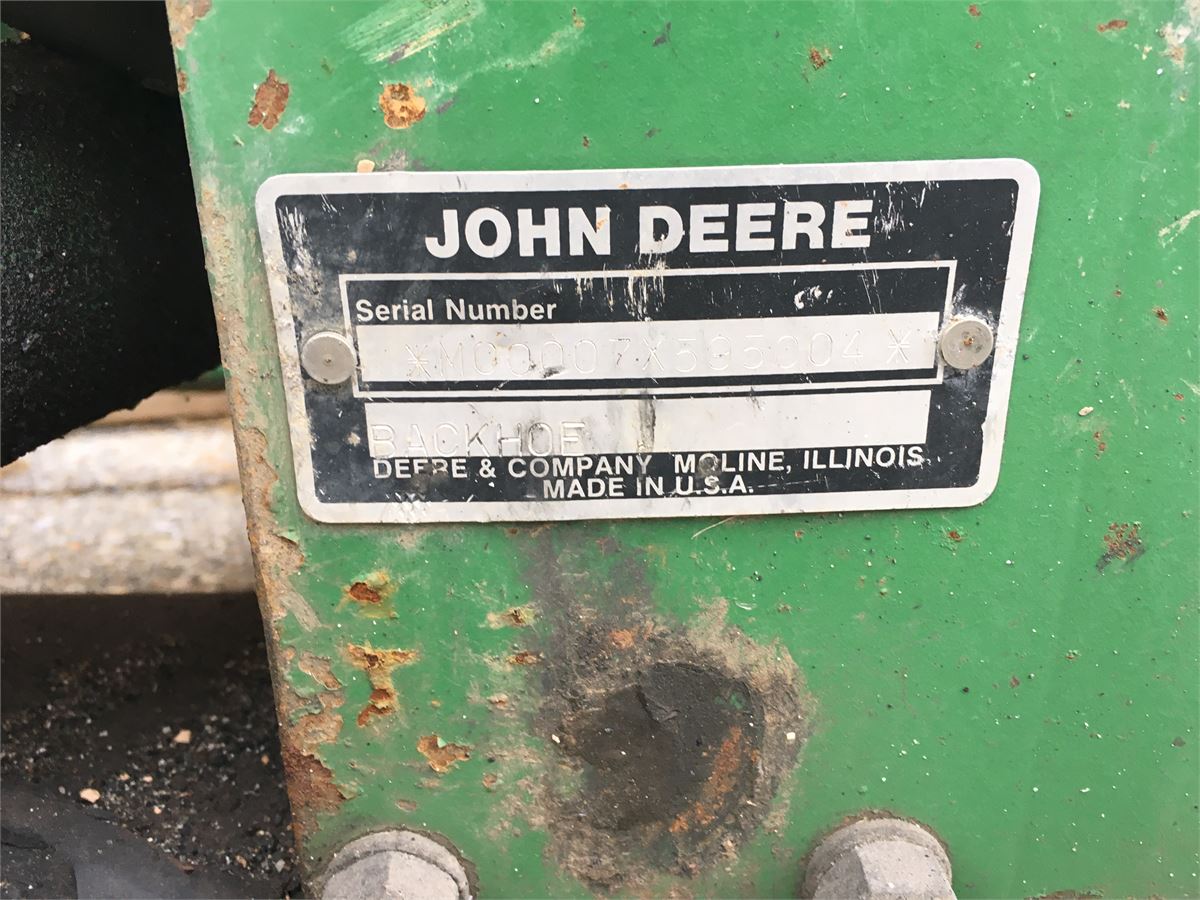 JOHN DEERE
Serial Number
*M00007X595004*
BACKHOE
DEERE & COMPANY MOLINE, ILLINOIS
MADE IN U.S.A.